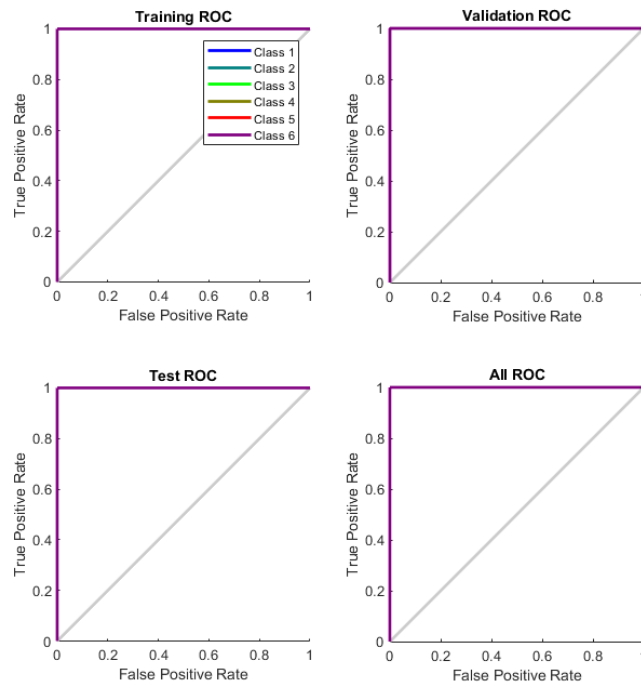 Training ROC
1
0.8
0.6
0.4
0.2
0
True Positive Rate
Class 1
Class 2
Class 3
Class 4
Class 5
Class 6
0 0.2 0.4 0.6 0.8 1
False Positive Rate
Validation ROC
1
0.8
0.6
0.4
0.2
0
True Positive Rate
0 0.2 0.4 0.6 0.8 1
False Positive Rate
Test ROC
1
0.8
0.6
0.4
0.2
0
True Positive Rate
0 0.2 0.4 0.6 0.8 1
False Positive Rate
All ROC
1
0.8
0.6
0.4
0.2
0
True Positive Rate
0 0.2 0.4 0.6 0.8 1
False Positive Rate